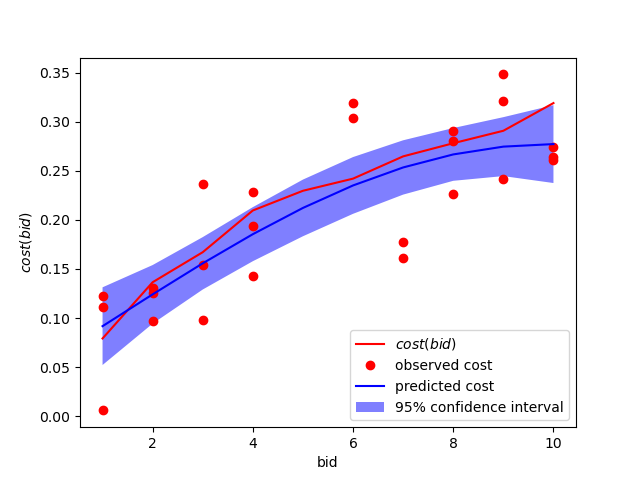 0.35
0.30
0.25
0.20
0.15
0.10
0.05
0.00
cost(bid)
2
4
6
8
10
bid
cost(bid)
observed cost
predicted cost
95% confidence interval